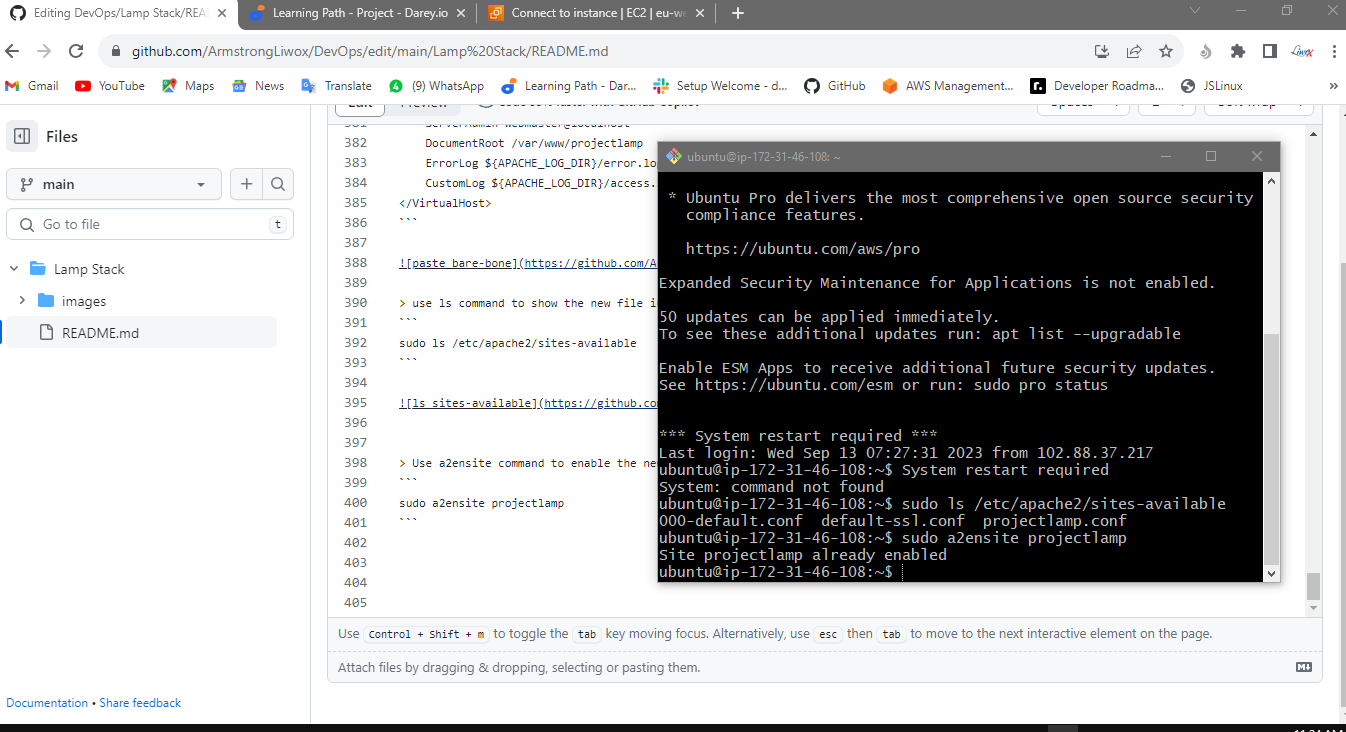 Editing DevOps/Lamp Stack/REA
Learning Path - Project - Darey.io
Connect to instance | EC2 | eu-we
github.com/ArmstrongLiwox/DevOps/edit/main/Lamp%20Stack/README.md
Gmail
YouTube
Maps
News
Translate
(9) WhatsApp
Learning Path - Dar...
Setup Welcome - d...
GitHub
AWS Management...
Developer Roadma...
JSLinux
»
Files
main
Go to file
t
Lamp Stack
images
README.md
Documentation • Share feedback
Edit
Preview
381 ServerAdmin webmaster@localhost
382 DocumentRoot /var/www/projectlamp
383 ErrorLog ${APACHE_LOG_DIR}/error.lo
384 CustomLog ${APACHE_LOG_DIR}/access.
385 </VirtualHost>
386 ```
387
388 ![paste bare-bone](https://github.com/A
389
390 > use ls command to show the new file i
391 ```
392 sudo ls /etc/apache2/sites-available
393 ```
394
395 ![ls sites-available](https://github.co
396
397
398 > Use a2ensite command to enable the ne
399 ```
400 sudo a2ensite projectlamp
401 ```
402
403
404
405
Use Control + Shift + m to toggle the tab key moving focus. Alternatively, use esc then tab to move to the next interactive element on the page.
Attach files by dragging & dropping, selecting or pasting them.
ubuntu@ip-172-31-46-108: ~
* Ubuntu Pro delivers the most comprehensive open source security
compliance features.
https://ubuntu.com/aws/pro
Expanded Security Maintenance for Applications is not enabled.
50 updates can be applied immediately.
To see these additional updates run: apt list --upgradable
Enable ESM Apps to receive additional future security updates.
See https://ubuntu.com/esm or run: sudo pro status
*** System restart required ***
Last login: Wed Sep 13 07:27:31 2023 from 102.88.37.217
ubuntu@ip-172-31-46-108:~$ System restart required
System: command not found
ubuntu@ip-172-31-46-108:~$ sudo ls /etc/apache2/sites-available
000-default.conf  default-ssl.conf  projectlamp.conf
ubuntu@ip-172-31-46-108:~$ sudo a2ensite projectlamp
Site projectlamp already enabled
ubuntu@ip-172-31-46-108:~$